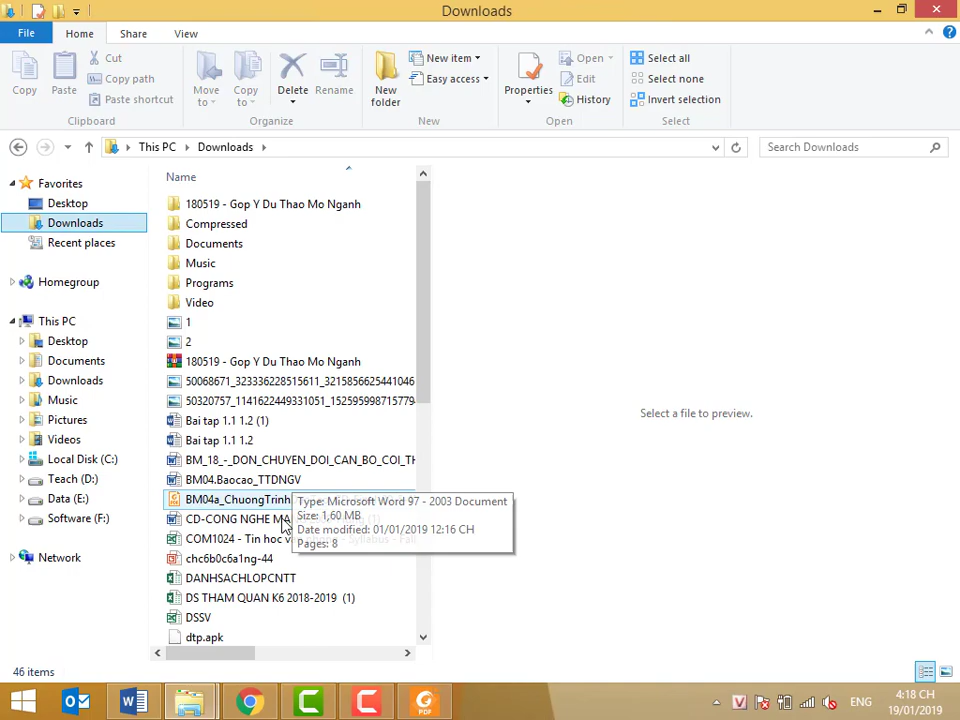 Downloads
File Home Share View
Copy
Paste
Cut
Copy path
Paste shortcut
Clipboard
Move to
Copy to
Delete
Rename
Organize
New folder
New item
Easy access
New
Properties
Open
Edit
History
Open
Select all
Select none
Invert selection
Select
This PC Downloads
Search Downloads
Favorites
Desktop
Downloads
Recent places
Homegroup
This PC
Desktop
Documents
Downloads
Music
Pictures
Videos
Local Disk (C:)
Teach (D:)
Data (E:)
Software (F:)
Network
Name
180519 - Gop Y Du Thao Mo Nganh
Compressed
Documents
Music
Programs
Video
1
2
180519 - Gop Y Du Thao Mo Nganh
50068671_323336228515611_3215856625441046
50320757_1141622449331051_152595998715779
Bai tap 1.1 1.2 (1)
Bai tap 1.1 1.2
BM_18_-_DON_CHUYEN_DOI_CAN_BO_COI_TH
BM04.Baocao_TTDNGV
BM04a_ChuongTrinh
CD-CONG NGHE MA
COM1024 - Tin hoc v
chc6b0c6a1ng-44
DANHSACHLOPCNTT
DS THAM QUAN K6 2018-2019 (1)
DSSV
dtp.apk
Type: Microsoft Word 97 - 2003 Document
Size: 1,60 MB
Date modified: 01/01/2019 12:16 CH
Pages: 8
Select a file to preview.
46 items
PDF
ENG
4:18 CH
19/01/2019